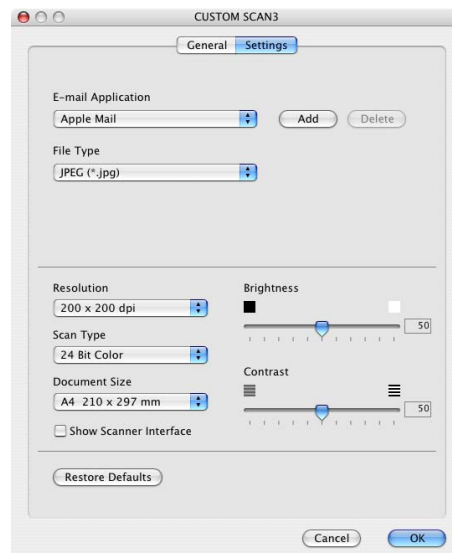 CUSTOM SCAN3
General Settings
E-mail Application
Apple Mail Add Delete
File Type
JPEG (*.jpg)
Resolution
200 x 200 dpi
Scan Type
24 Bit Color
Document Size
A4 210 x 297 mm
Show Scanner Interface
Brightness
50
Contrast
50
Restore Defaults
Cancel OK